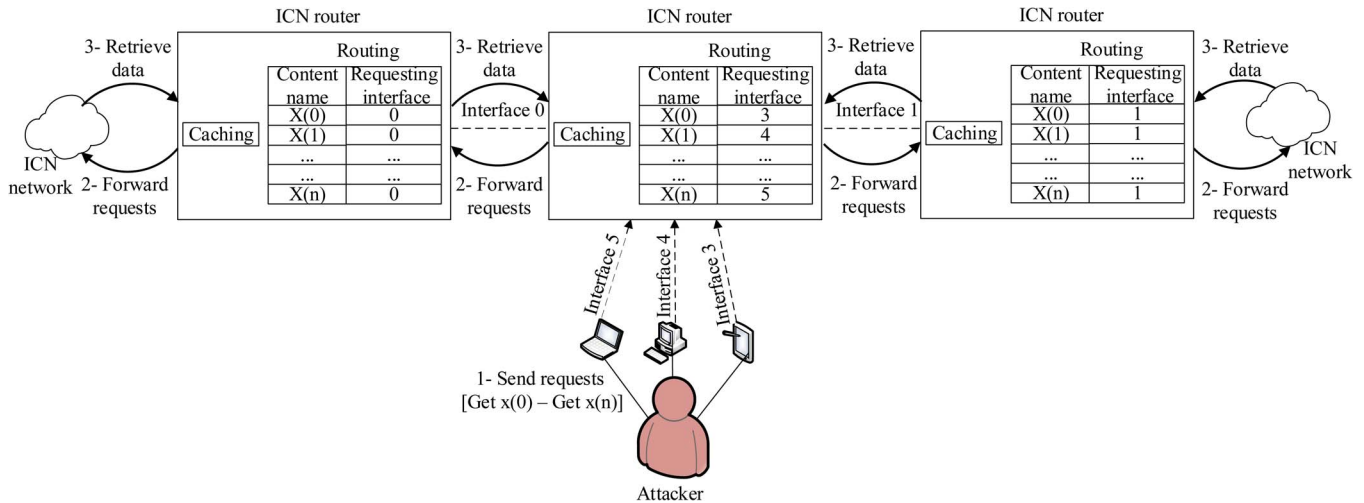 ICN router
ICN router
ICN router
3- Retrieve
data
Routing
Content
name
Requesting
interface
X(0)
0
X(1)
0
...
...
...
...
X(n)
0
Caching
ICN
network
2- Forward
requests
3- Retrieve
data
Interface 0
2- Forward
requests
Routing
Content
name
Requesting
interface
X(0)
3
X(1)
4
...
...
...
...
X(n)
5
Caching
3- Retrieve
data
Interface 1
2- Forward
requests
Routing
Content
name
Requesting
interface
X(0)
1
X(1)
1
...
...
...
...
X(n)
1
Caching
3- Retrieve
data
ICN
network
2- Forward
requests
Interface 5
Interface 4
Interface 3
1- Send requests
[Get x(0) – Get x(n)]
Attacker